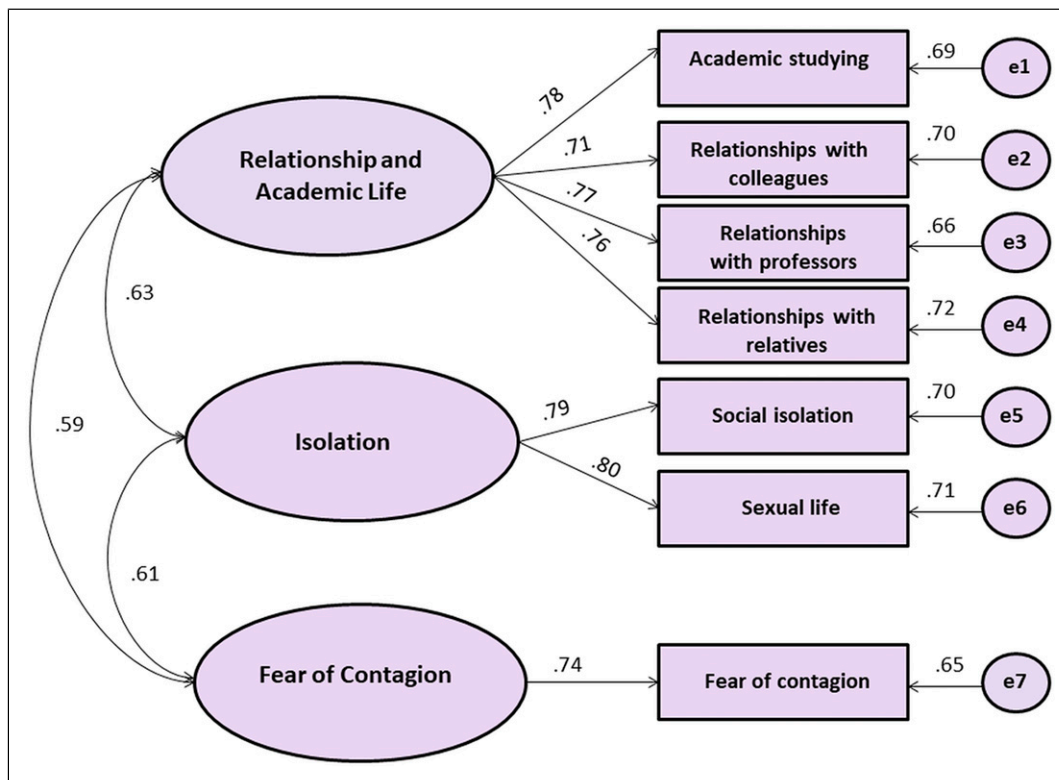 Academic studying
.69
e1
.78
Relationship and
Academic Life
.71
Relationships with
colleagues
.70
e2
.77
Relationships
with professors
.66
e3
.76
Relationships with
relatives
.72
e4
.63
.59
Isolation
.79
Social isolation
.70
e5
.80
Sexual life
.71
e6
.61
Fear of Contagion
.74
Fear of contagion
.65
e7